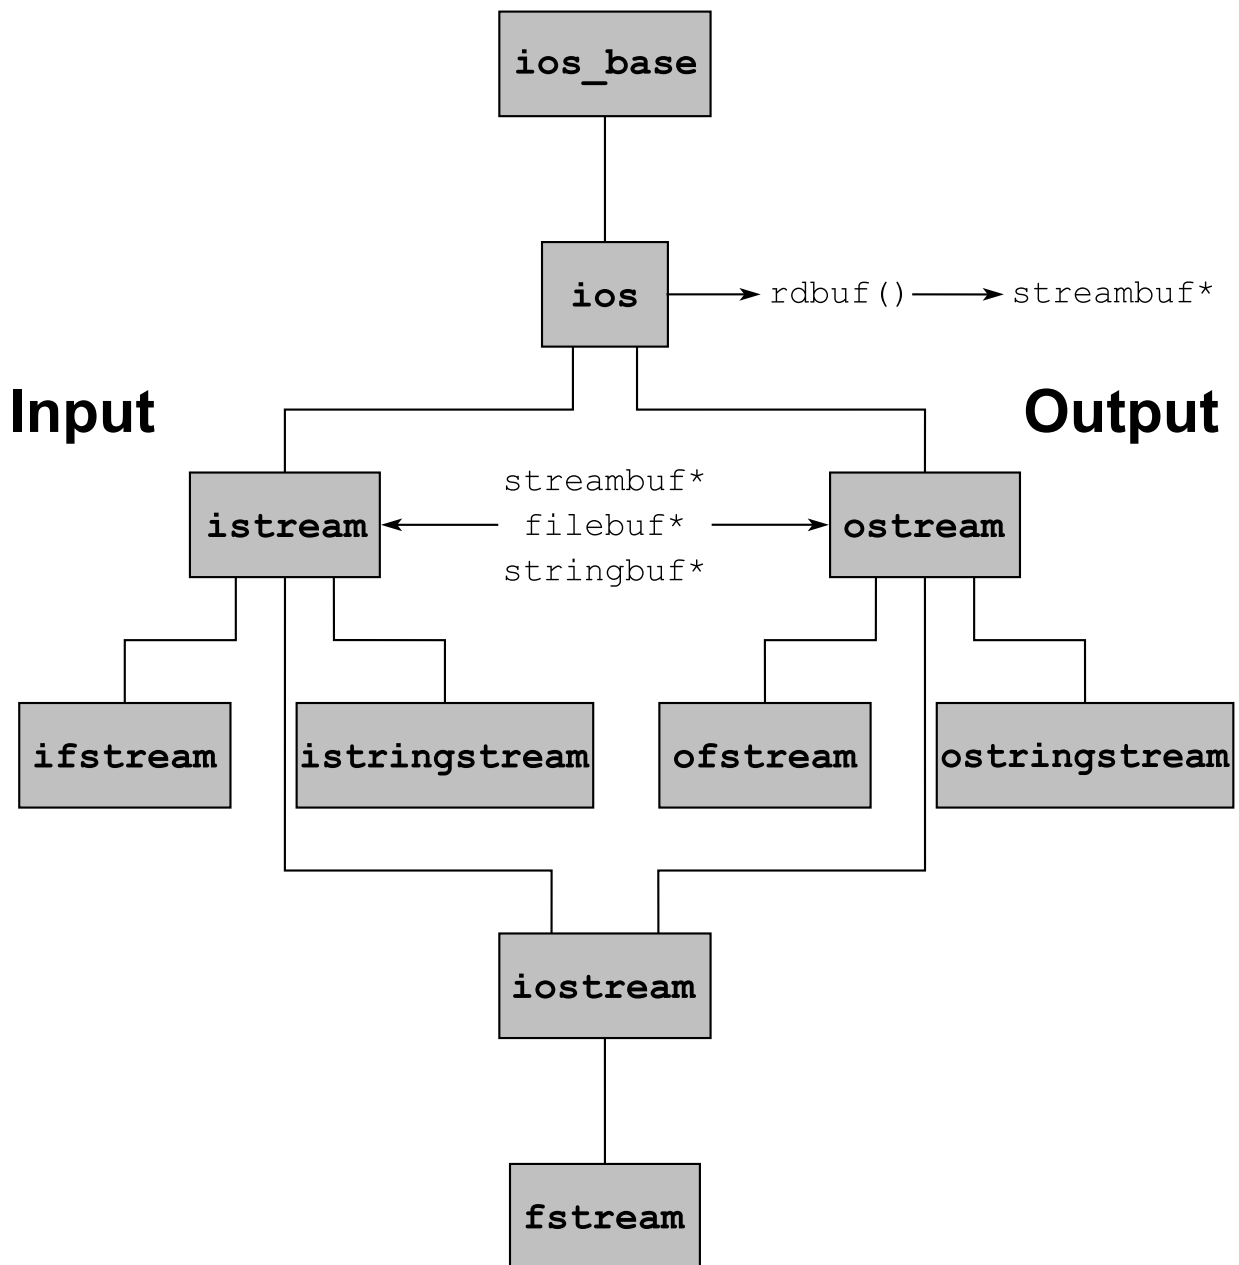 ios_base
ios
rdbuf()
streambuf*
Input
Output
streambuf*
istream
filebuf*
ostream
stringbuf*
ifstream
istringstream
ofstream
ostringstream
iostream
fstream